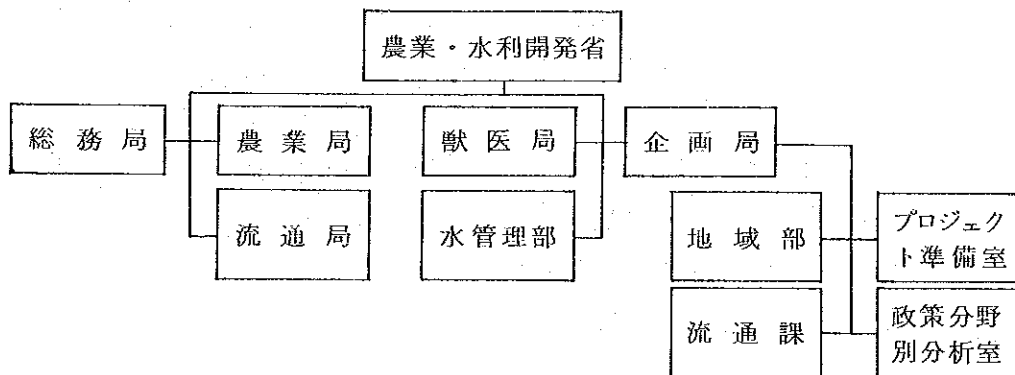 農業・水利開発省
総務局
農業局
獣医局
企画局
流通局
水管理部
地域部
プロジェク
ト準備室
流通課
政策分野
別分析室